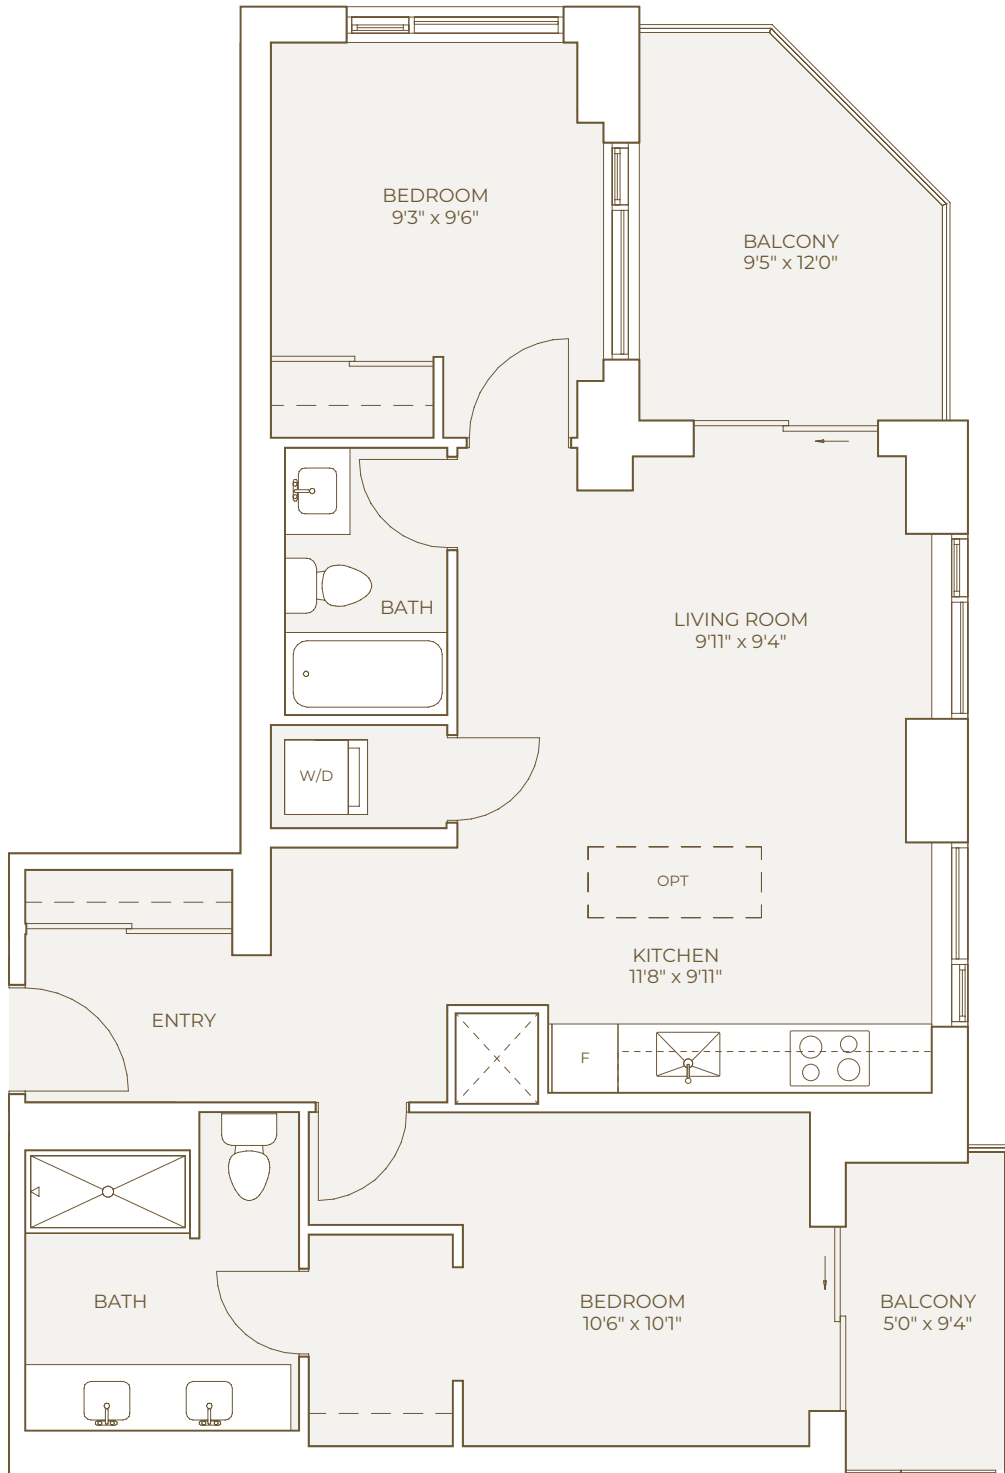 BEDROOM
9'3" x 9'6"
BALCONY
9'5" x 12'0"
BATH
LIVING ROOM
9'11" x 9'4"
W/D
OPT
KITCHEN
11'8" x 9'11"
ENTRY
F
BATH
BEDROOM
10'6" x 10'1"
BALCONY
5'0" x 9'4"